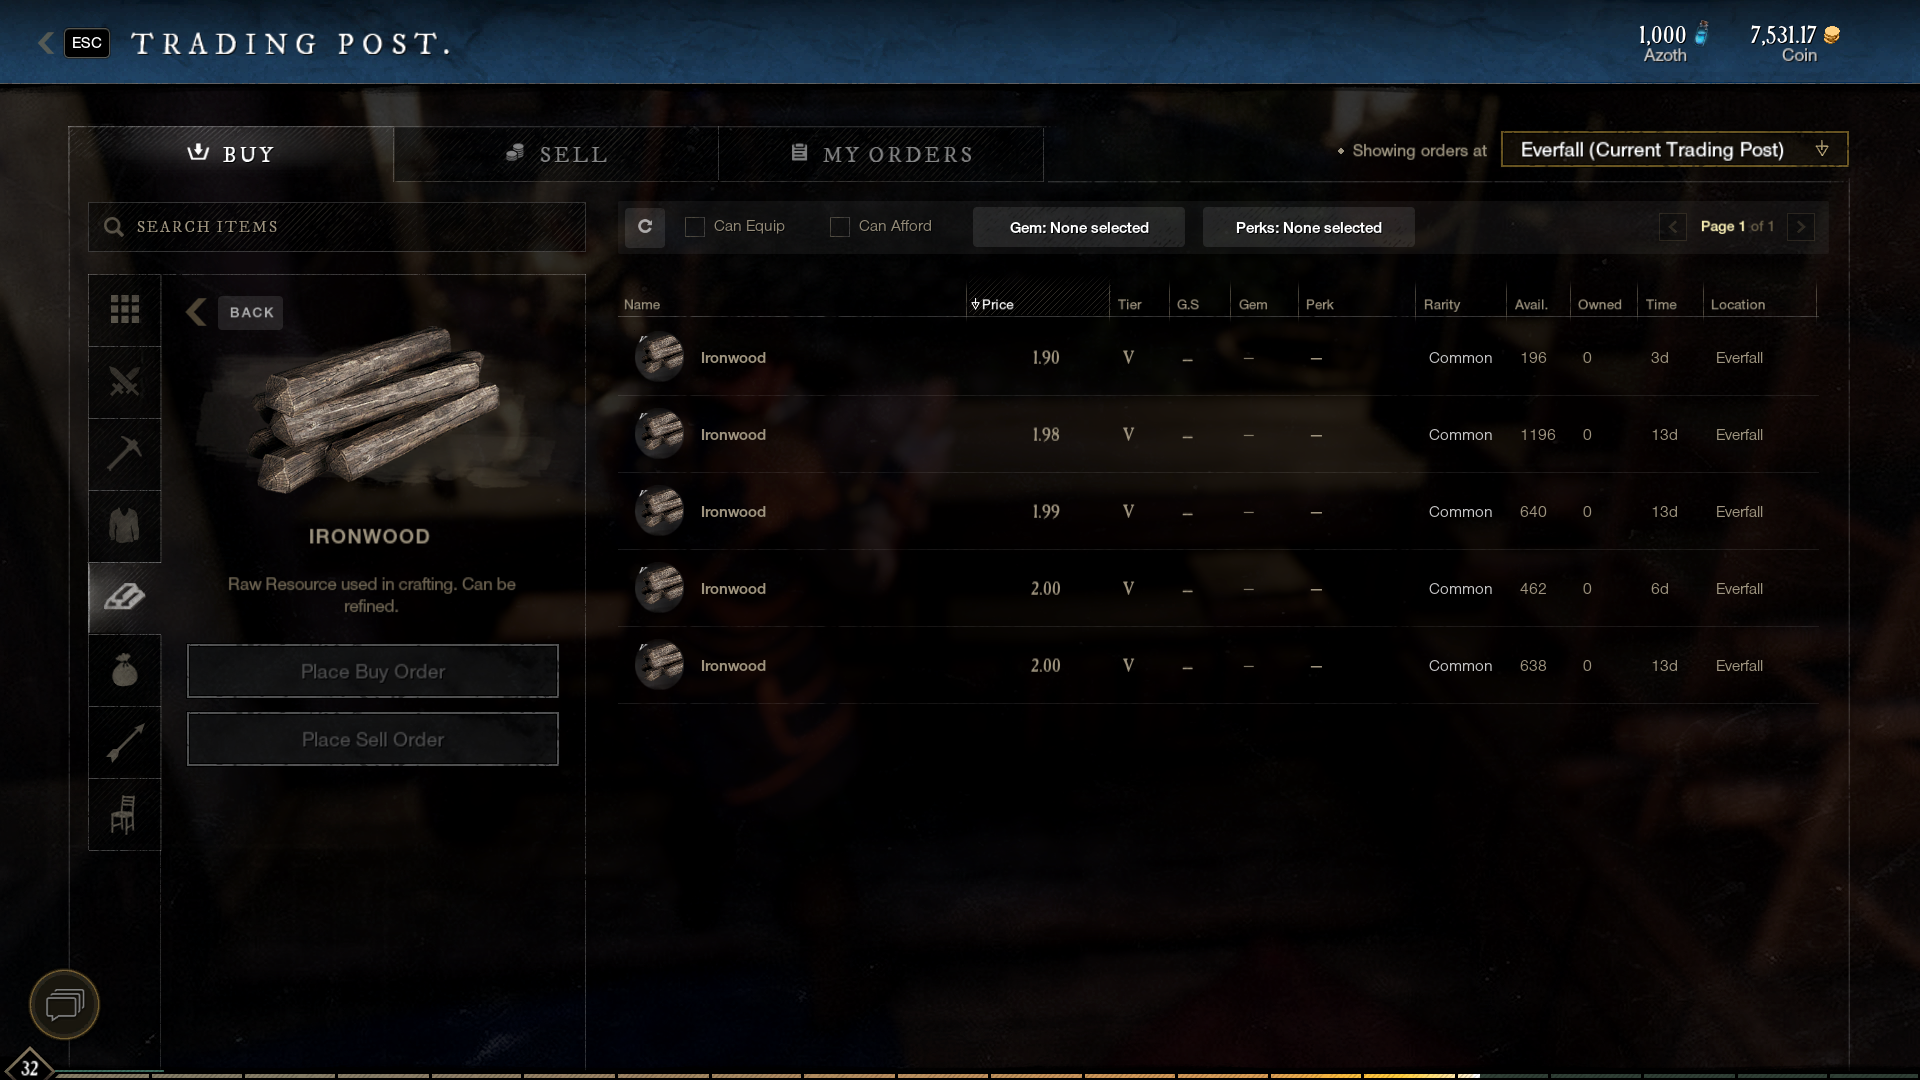 ESC TRADING POST.
1,000 7,531.17
Azoth Coin
BUY SELL MY ORDERS
Showing orders at Everfall (Current Trading Post)
SEARCH ITEMS
Can Equip Can Afford Gem: None selected Perks: None selected Page 1 of 1
BACK
IRONWOOD
Raw Resource used in crafting. Can be
refined.
Place Buy Order
Place Sell Order
Name Price Tier G.S Gem Perk Rarity Avail. Owned Time Location
Ironwood 1.90 V – – – Common 196 0 3d Everfall
Ironwood 1.98 V – – – Common 1196 0 13d Everfall
Ironwood 1.99 V – – – Common 640 0 13d Everfall
Ironwood 2.00 V – – – Common 462 0 6d Everfall
Ironwood 2.00 V – – – Common 638 0 13d Everfall
32